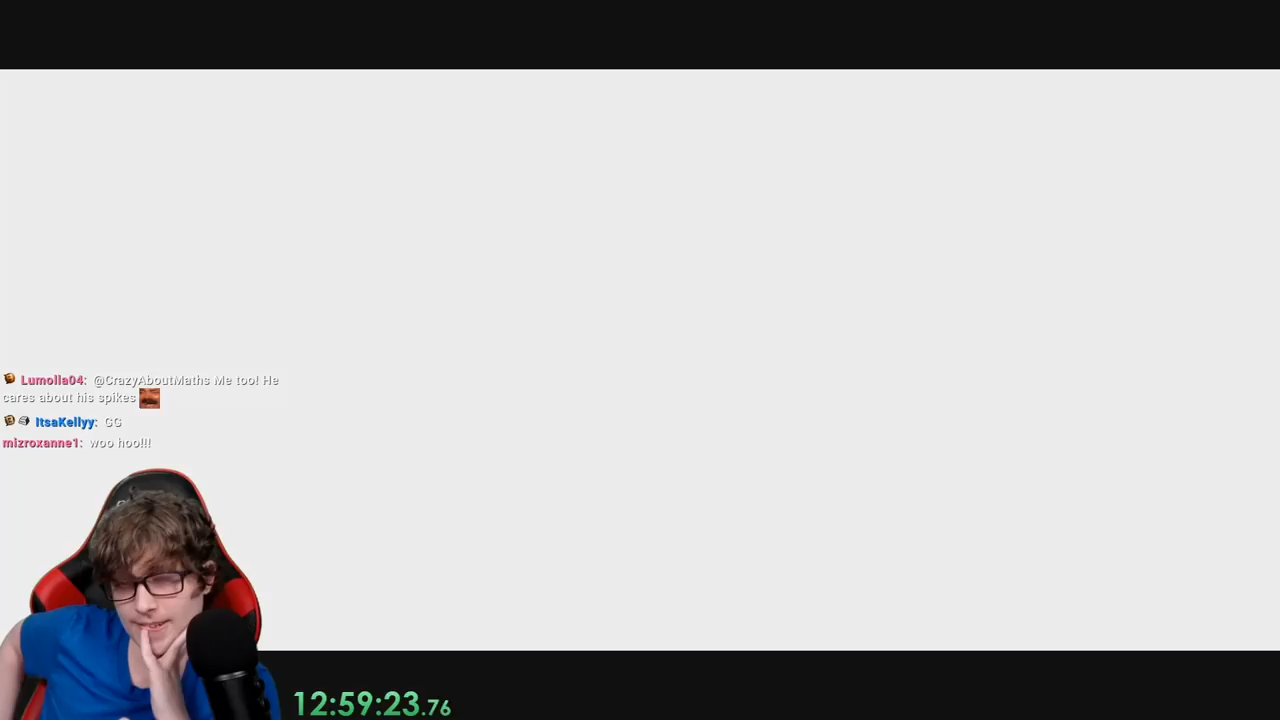 Lumolla04: @CrazyAboutMaths Me too! He
cares about his spikes
ItsaKellyy: GG
mizroxanne1: woo hoo!!!
12:59:23.76